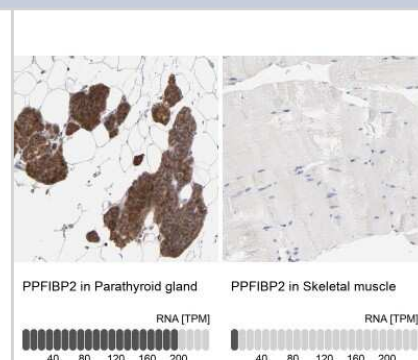 PPFIBP2 in Parathyroid gland
PPFIBP2 in Skeletal muscle
RNA [TPM]
RNA [TPM]
40 80 120 160 200
40 80 120 160 200